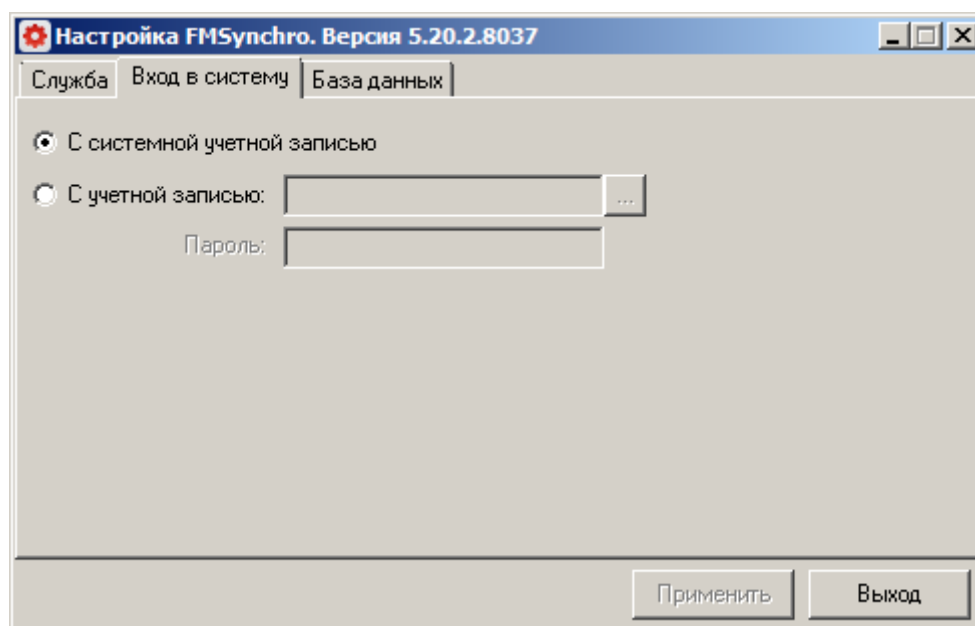 Настройка FMSynchro. Версия 5.20.2.8037
Служба Вход в систему База данных
С системной учетной записью
С учетной записью: ...
Пароль:
Применить Выход